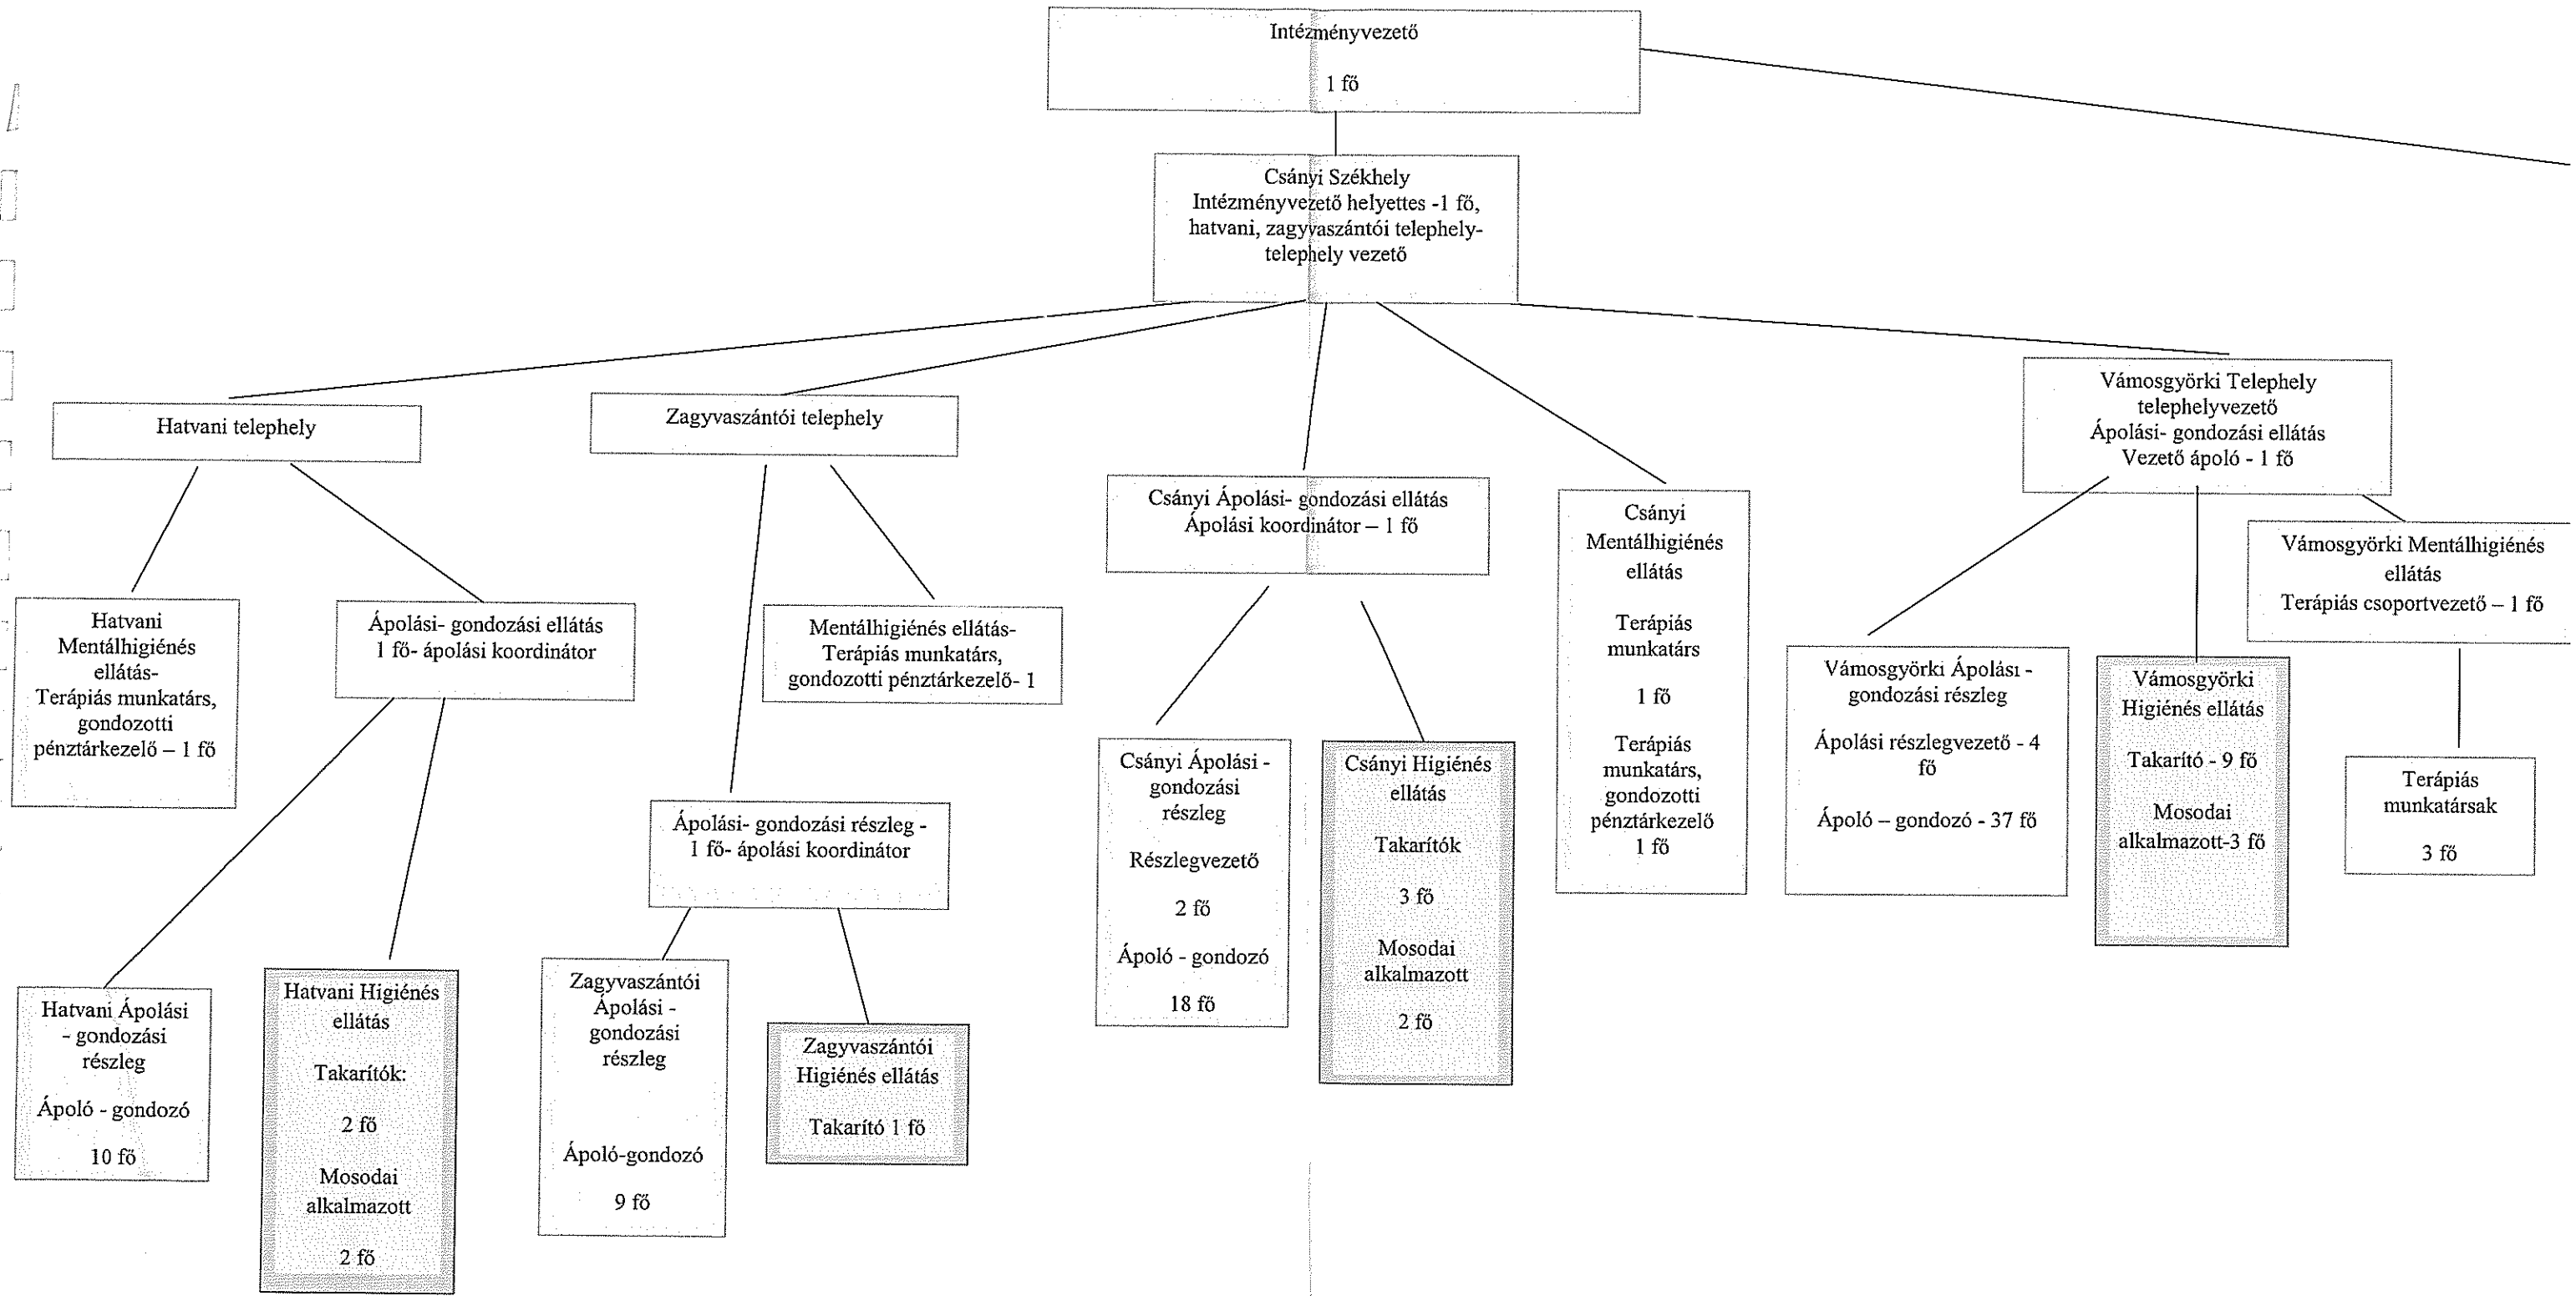 Intézményvezető
1 fő
Csányi Székhely
Intézményvezető helyettes -1 fő,
hatvani, zagyvaszántói telephely-
telephely vezető
Hatvani telephely
Zagyvaszántói telephely
Csányi Ápolási- gondozási ellátás
Ápolási koordinátor – 1 fő
Csányi
Mentálhigiénés
ellátás
Terápiás
munkatárs
1 fő
Terápiás
munkatárs,
gondozotti
pénztárkezelő
1 fő
Vámosgyörki Telephely
telephelyvezető
Ápolási- gondozási ellátás
Vezető ápoló - 1 fő
Hatvani
Mentálhigiénés
ellátás-
Terápiás munkatárs,
gondozotti
pénztárkezelő – 1 fő
Ápolási- gondozási ellátás
1 fő- ápolási koordinátor
Mentálhigiénés ellátás-
Terápiás munkatárs,
gondozotti pénztárkezelő- 1
Vámosgyörki Mentálhigiénés
ellátás
Terápiás csoportvezető – 1 fő
Vámosgyörki Ápolási -
gondozási részleg
Ápolási részlegvezető - 4
fő
Ápoló – gondozó - 37 fő
Vámosgyörki
Higiénés ellátás
Takarító - 9 fő
Mosodai
alkalmazott-3 fő
Terápiás
munkatársak
3 fő
Ápolási- gondozási részleg -
1 fő- ápolási koordinátor
Csányi Ápolási -
gondozási
részleg
Részlegvezető
2 fő
Ápoló - gondozó
18 fő
Csányi Higiénés
ellátás
Takarítók
3 fő
Mosodai
alkalmazott
2 fő
Hatvani Ápolási
- gondozási
részleg
Ápoló - gondozó
10 fő
Hatvani Higiénés
ellátás
Takarítók:
2 fő
Mosodai
alkalmazott
2 fő
Zagyvaszántói
Ápolási -
gondozási
részleg
Ápoló-gondozó
9 fő
Zagyvaszántói
Higiénés ellátás
Takarító 1 fő